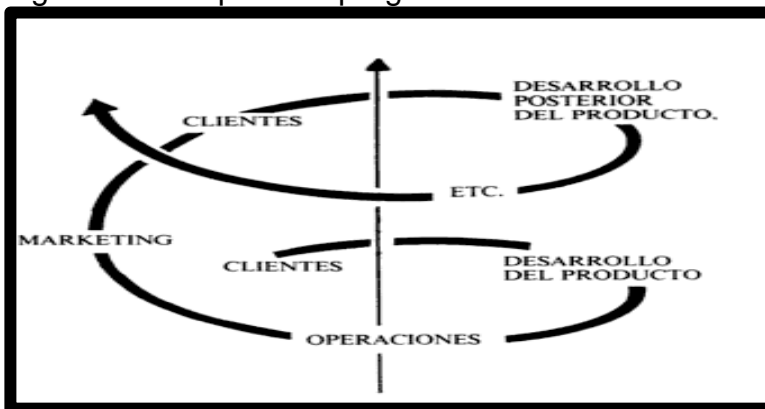 CLIENTES
DESARROLLO
POSTERIOR
DEL PRODUCTO.
ETC.
MARKETING
CLIENTES
DESARROLLO
DEL PRODUCTO
OPERACIONES